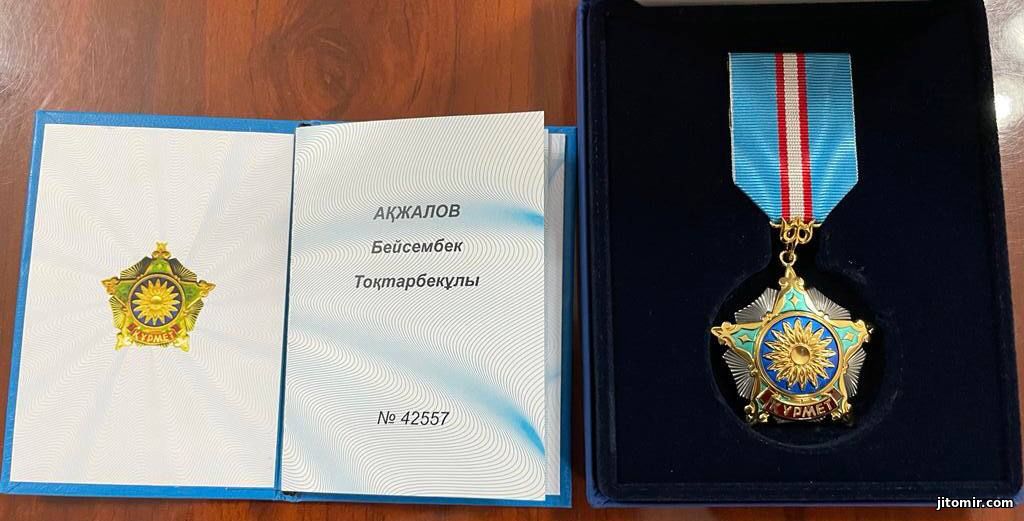 ҚҰРМЕТ
АҚЖАЛОВ
Бейсембек
Тоқтарбекұлы
№ 42557
ҚҰРМЕТ
jitomir.com